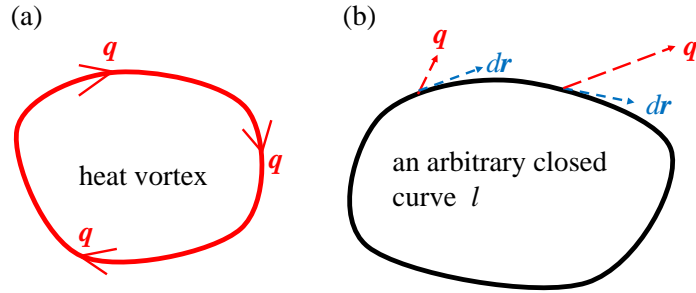 (a)
q
q
q
heat vortex
(b)
q
dr
q
dr
an arbitrary closed
curve l